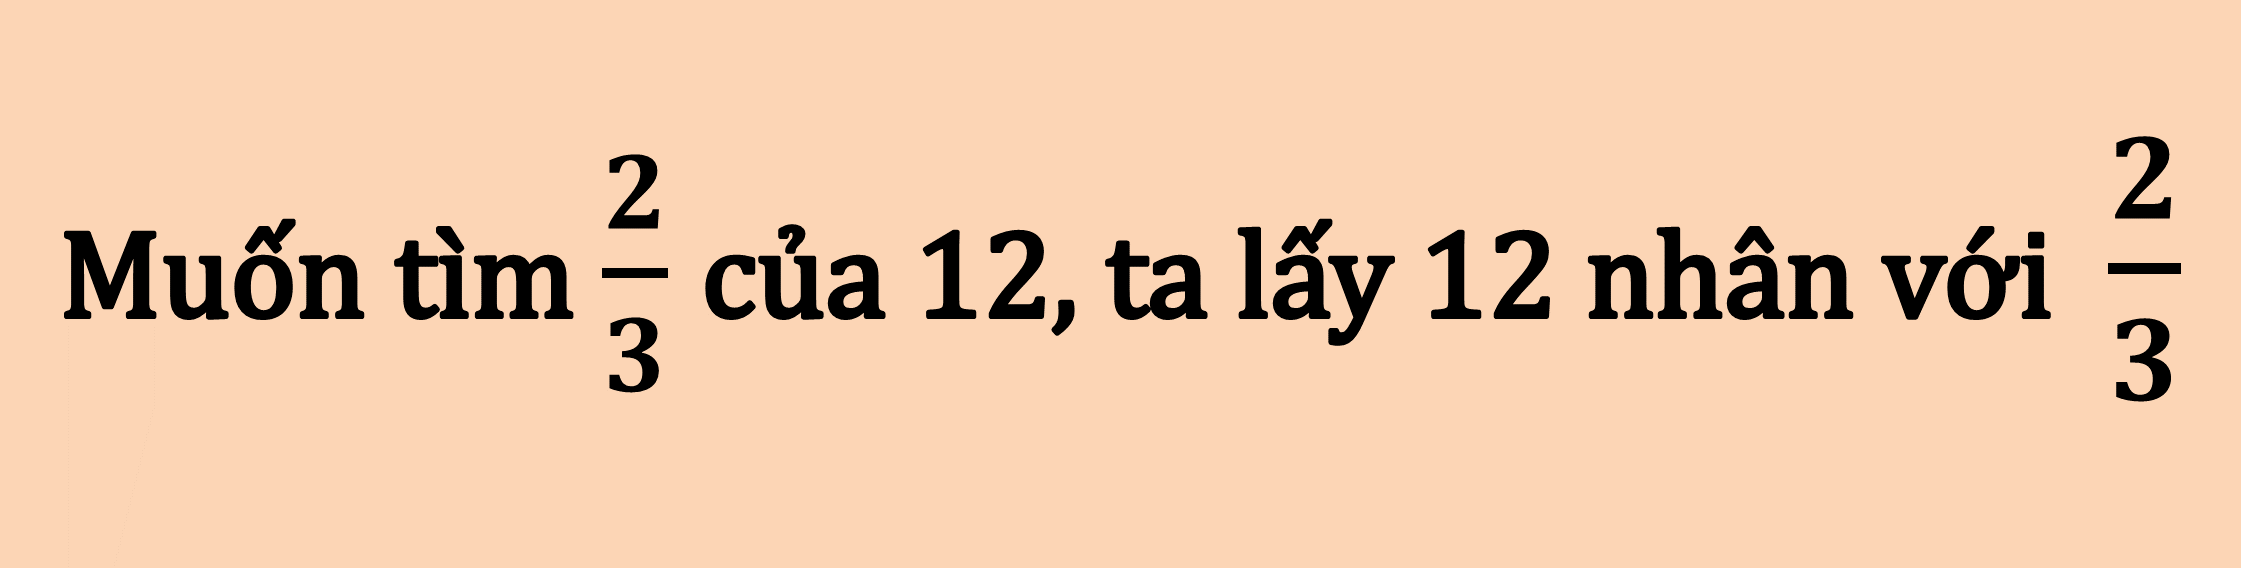 Muốn tìm 2/3 của 12, ta lấy 12 nhân với 2/3